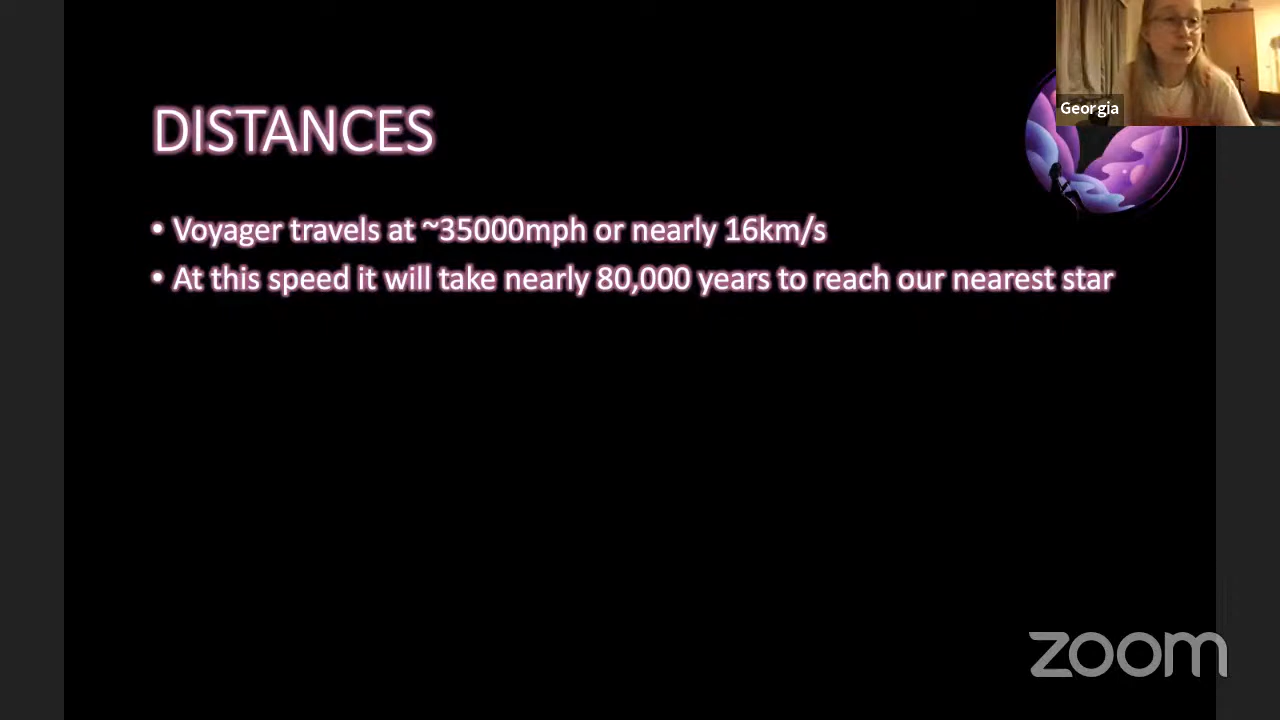 Georgia
DISTANCES
• Voyager travels at ~35000mph or nearly 16km/s
• At this speed it will take nearly 80,000 years to reach our nearest star
zoom